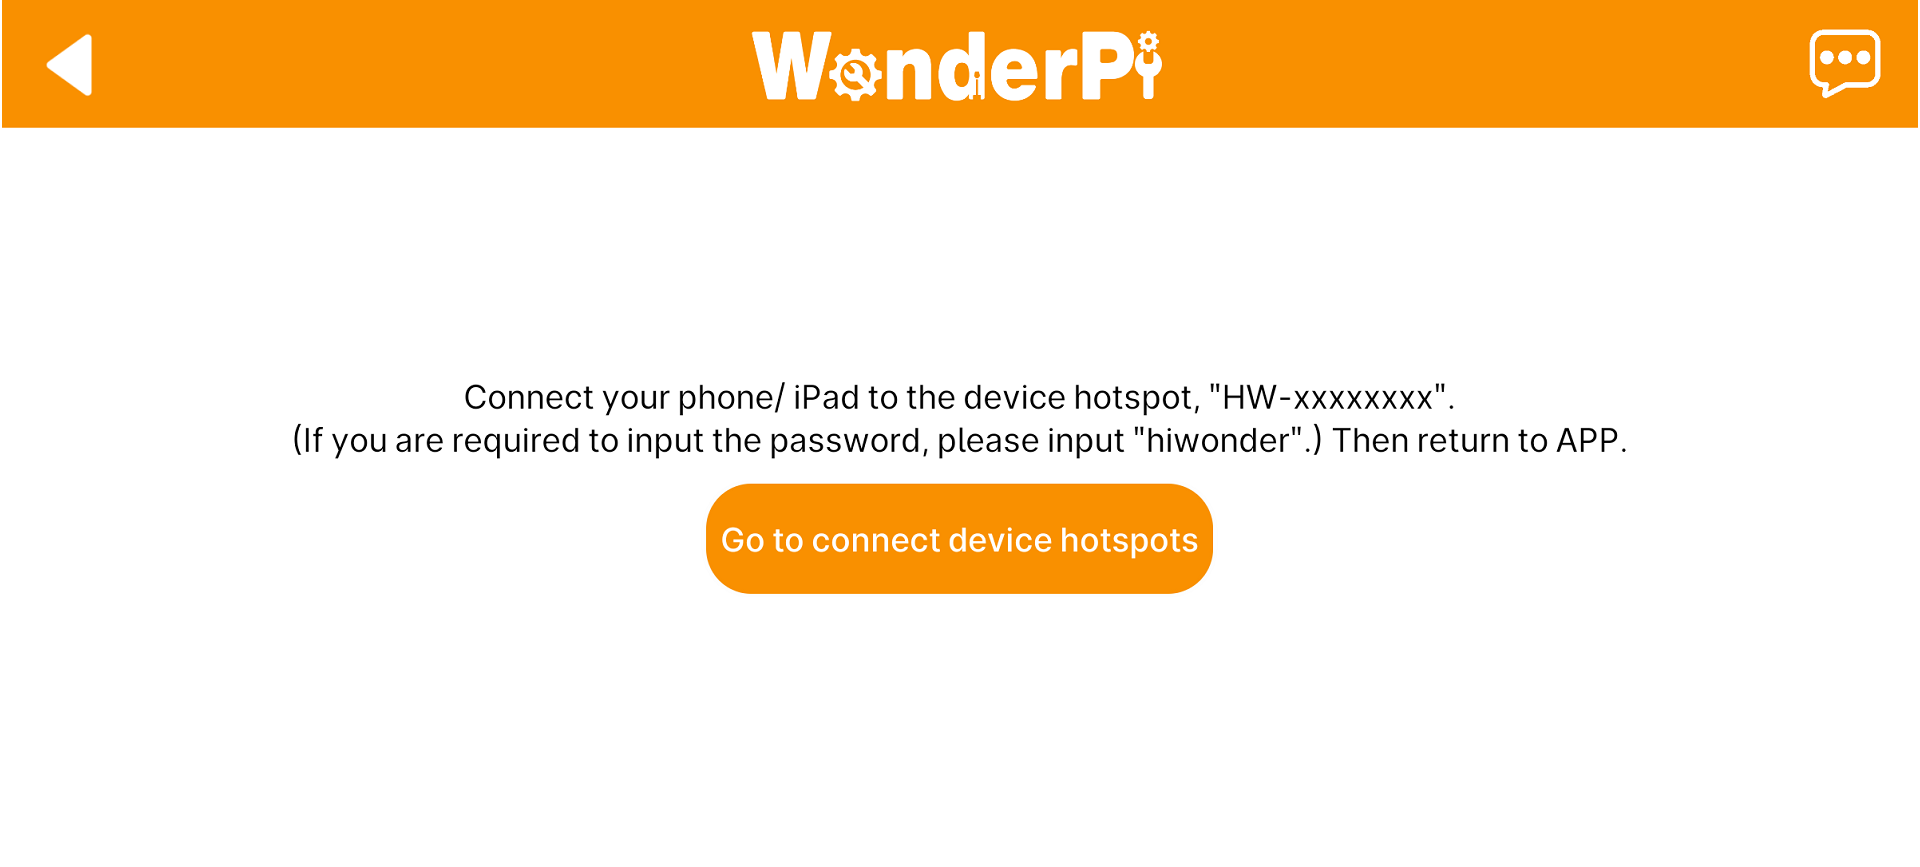 WonderPi
Connect your phone/ iPad to the device hotspot, "HW-xxxxxxxx".
(If you are required to input the password, please input "hiwonder".) Then return to APP.
Go to connect device hotspots